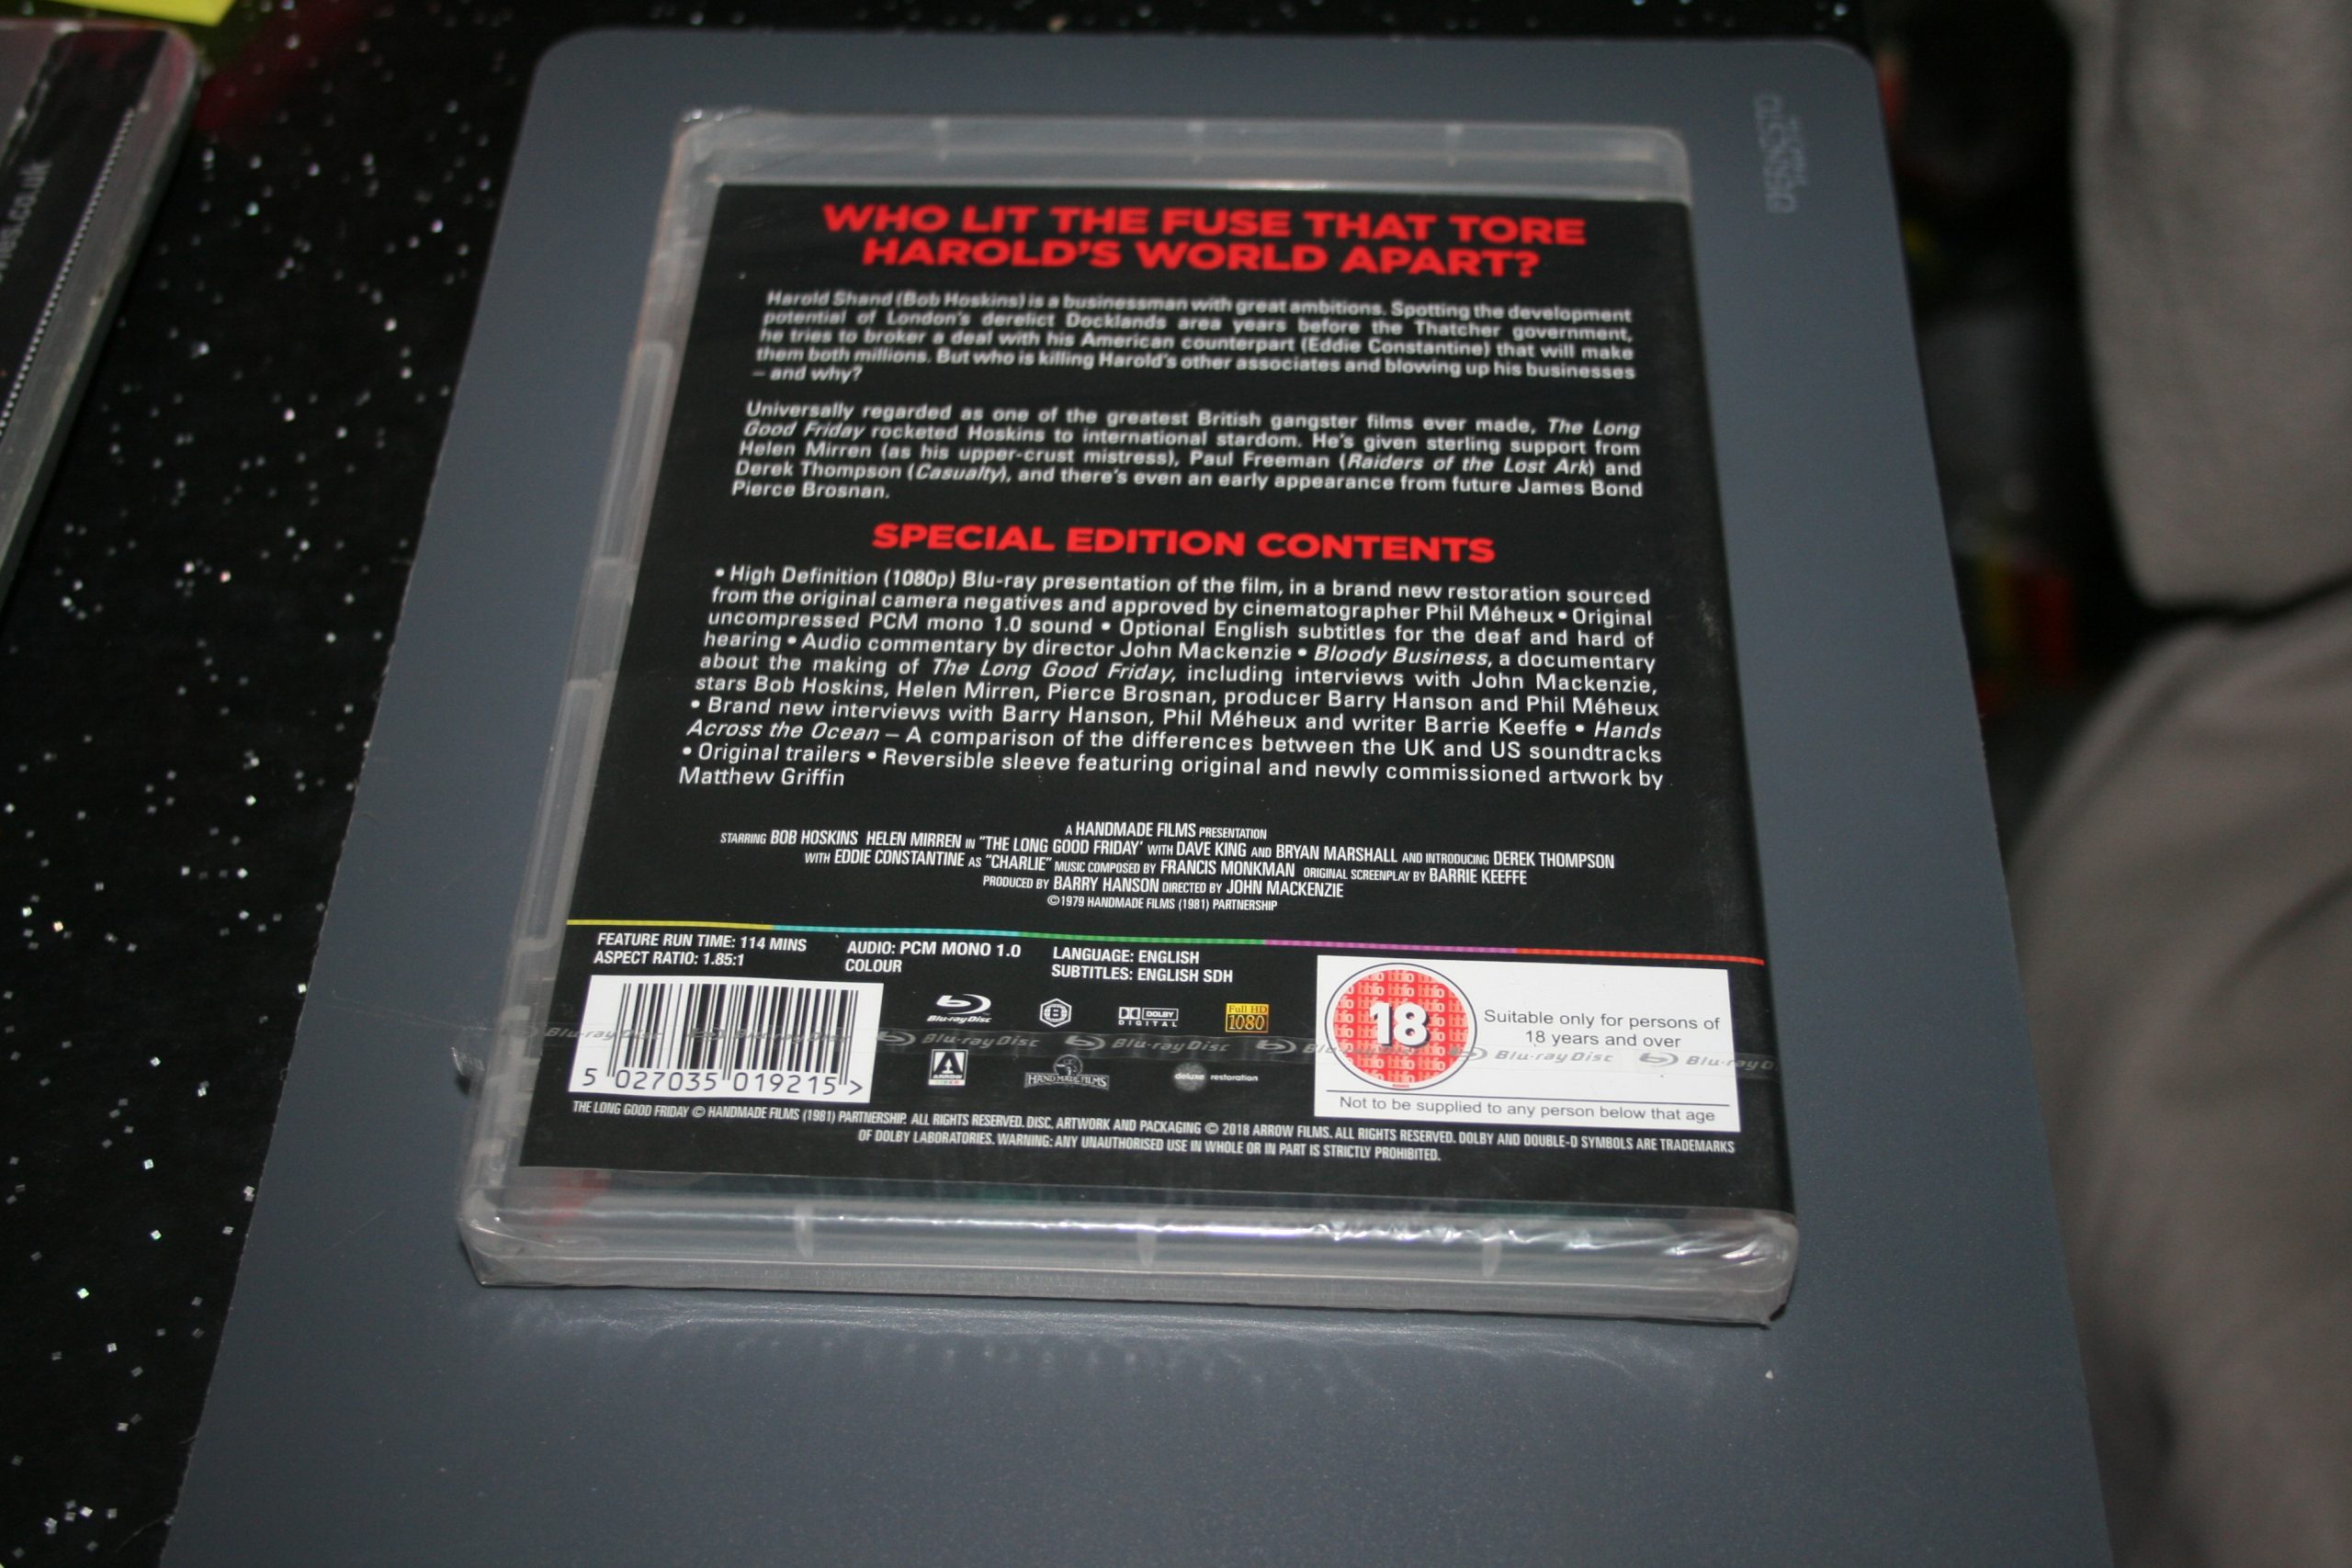 WHO LIT THE FUSE THAT TORE
HAROLD'S WORLD APART?
Harold Shand (Bob Hoskins) is a businessman with great ambitions. Spotting the development
potential of London's derelict Docklands area years before the Thatcher government,
he tries to broker a deal with his American counterpart (Eddie Constantine) that will make
them both millions. But who is killing Harold's other associates and blowing up his businesses
– and why?
Universally regarded as one of the greatest British gangster films ever made, The Long
Good Friday rocketed Hoskins to international stardom. He's given sterling support from
Helen Mirren (as his upper-crust mistress), Paul Freeman (Raiders of the Lost Ark) and
Derek Thompson (Casualty), and there's even an early appearance from future James Bond
Pierce Brosnan.
SPECIAL EDITION CONTENTS
• High Definition (1080p) Blu-ray presentation of the film, in a brand new restoration sourced
from the original camera negatives and approved by cinematographer Phil Méheux • Original
uncompressed PCM mono 1.0 sound • Optional English subtitles for the deaf and hard of
hearing • Audio commentary by director John Mackenzie • Bloody Business, a documentary
about the making of The Long Good Friday, including interviews with John Mackenzie,
stars Bob Hoskins, Helen Mirren, Pierce Brosnan, producer Barry Hanson and Phil Méheux
• Brand new interviews with Barry Hanson, Phil Méheux and writer Barrie Keeffe • Hands
Across the Ocean – A comparison of the differences between the UK and US soundtracks
• Original trailers • Reversible sleeve featuring original and newly commissioned artwork by
Matthew Griffin
A HANDMADE FILMS PRESENTATION
STARRING BOB HOSKINS HELEN MIRREN IN "THE LONG GOOD FRIDAY' WITH DAVE KING AND BRYAN MARSHALL AND INTRODUCING DEREK THOMPSON
WITH EDDIE CONSTANTINE AS "CHARLIE" MUSIC COMPOSED BY FRANCIS MONKMAN ORIGINAL SCREENPLAY BY BARRIE KEEFFE
PRODUCED BY BARRY HANSON DIRECTED BY JOHN MACKENZIE
©1979 HANDMADE FILMS (1981) PARTNERSHIP
FEATURE RUN TIME: 114 MINS
ASPECT RATIO: 1.85:1
AUDIO: PCM MONO 1.0
COLOUR
LANGUAGE: ENGLISH
SUBTITLES: ENGLISH SDH
Blu-ray Disc
B
DOLBY
DIGITAL
Full HD
1080
18
Suitable only for persons of
18 years and over
Not to be supplied to any person below that age
Blu-ray Disc Blu-ray Disc Blu-ray Disc Blu-ray Disc Blu-ray Disc
5 027035 019215 >
ARROW
HANDMADE FILMS
deluxe restoration
THE LONG GOOD FRIDAY © HANDMADE FILMS (1981) PARTNERSHIP. ALL RIGHTS RESERVED. DISC, ARTWORK AND PACKAGING © 2018 ARROW FILMS. ALL RIGHTS RESERVED. DOLBY AND DOUBLE-D SYMBOLS ARE TRADEMARKS
OF DOLBY LABORATORIES. WARNING: ANY UNAUTHORISED USE IN WHOLE OR IN PART IS STRICTLY PROHIBITED.